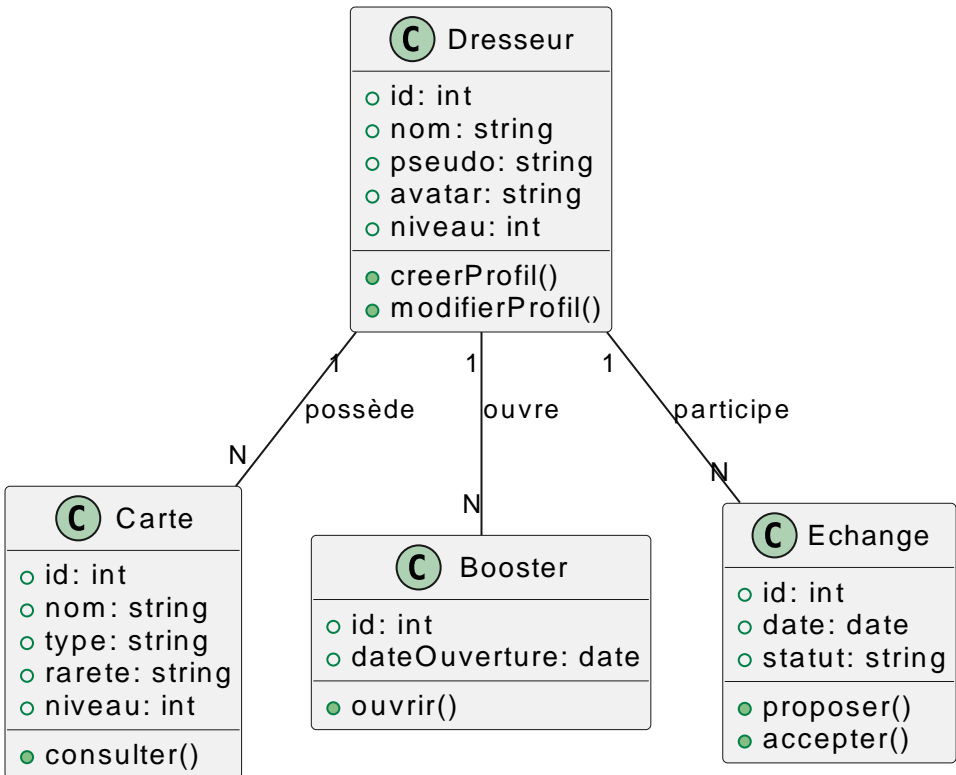 C Dresseur
id: int
nom: string
pseudo: string
avatar: string
niveau: int
creerProfil()
modifierProfil()
1
1
1
possède
ouvre
participe
N
N
N
C Carte
id: int
nom: string
type: string
rarete: string
niveau: int
consulter()
C Booster
id: int
dateOuverture: date
ouvrir()
C Echange
id: int
date: date
statut: string
proposer()
accepter()